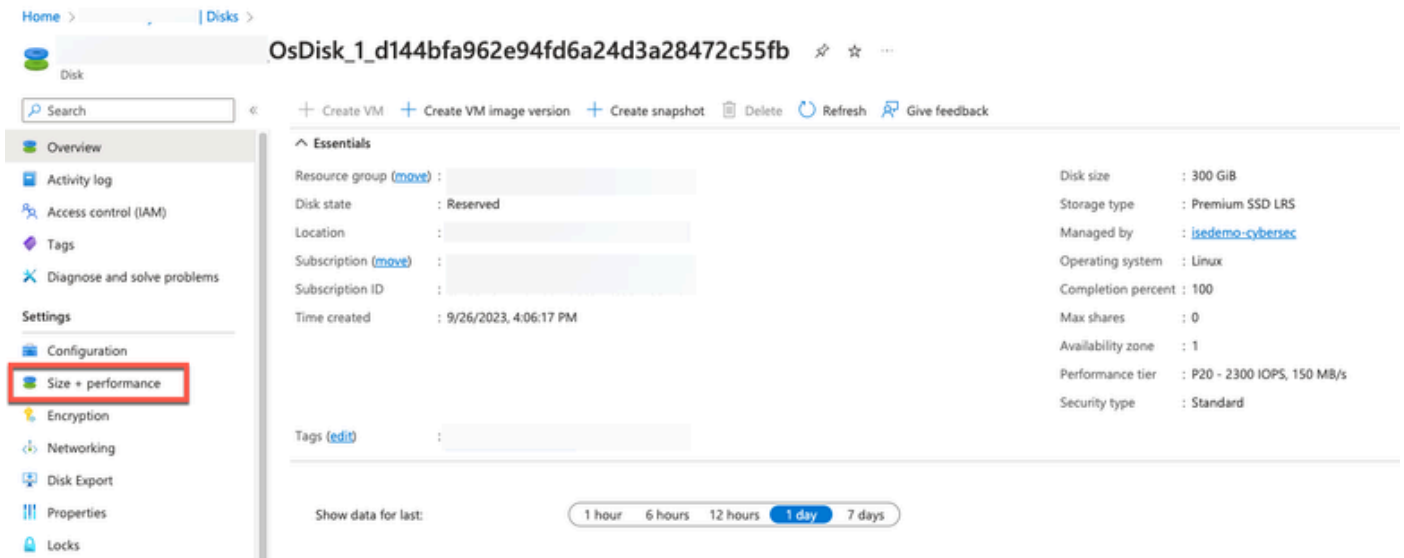 Home > | Disks >
OsDisk_1_d144bfa962e94fd6a24d3a28472c55fb ...
Disk
Search «
+ Create VM + Create VM image version + Create snapshot Delete Refresh Give feedback
Essentials
Overview
Activity log
Access control (IAM)
Tags
Diagnose and solve problems
Settings
Configuration
Size + performance
Encryption
Networking
Disk Export
Properties
Locks
Resource group (move) :
Disk state : Reserved
Location :
Subscription (move) :
Subscription ID :
Time created : 9/26/2023, 4:06:17 PM
Tags (edit) :
Disk size : 300 GiB
Storage type : Premium SSD LRS
Managed by : isedemo-cybersec
Operating system : Linux
Completion percent : 100
Max shares : 0
Availability zone : 1
Performance tier : P20 - 2300 IOPS, 150 MB/s
Security type : Standard
Show data for last: 1 hour 6 hours 12 hours 1 day 7 days